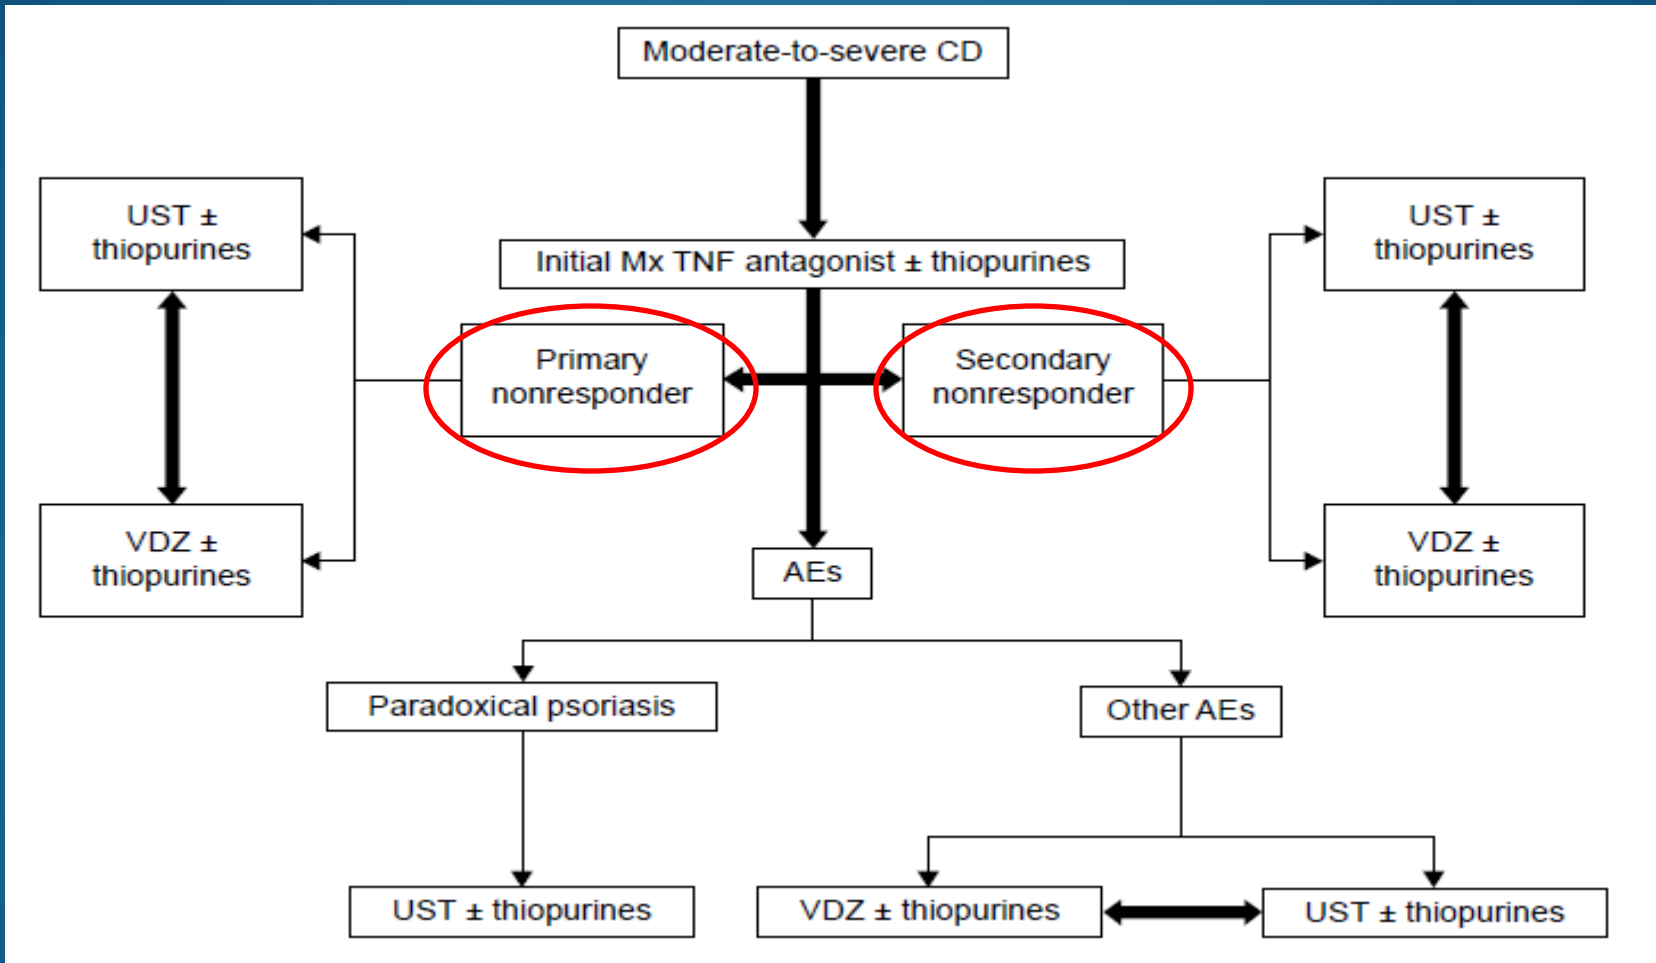 Moderate-to-severe CD
UST ±
thiopurines
UST ±
thiopurines
Initial Mx TNF antagonist ± thiopurines
Primary
nonresponder
Secondary
nonresponder
VDZ ±
thiopurines
VDZ ±
thiopurines
AEs
Paradoxical psoriasis
Other AEs
UST ± thiopurines
VDZ ± thiopurines
UST ± thiopurines